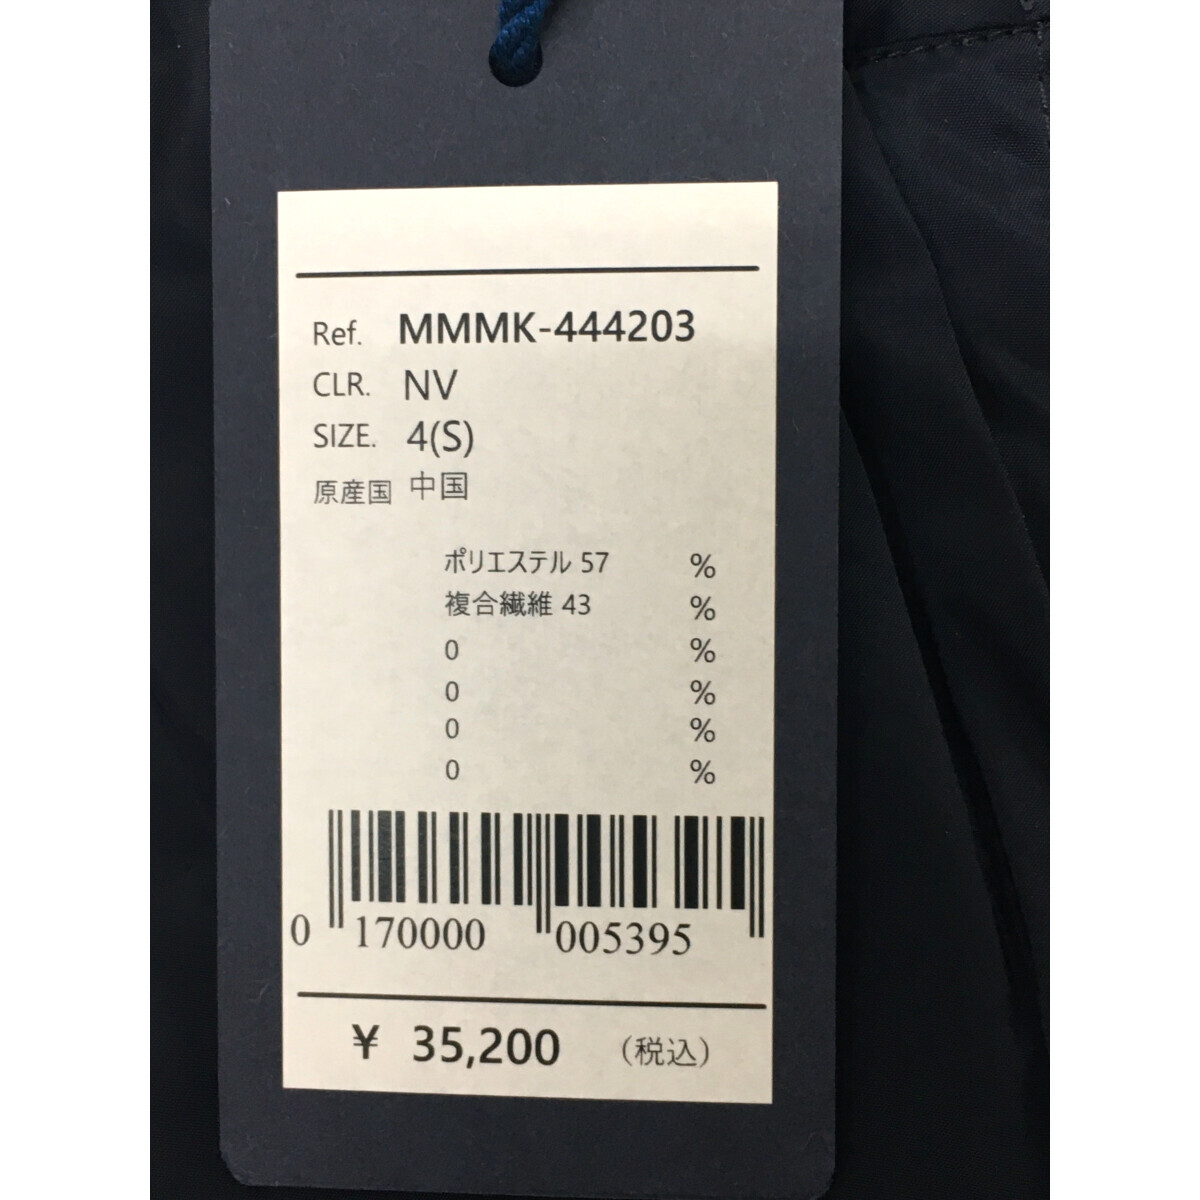 Ref. MMMK-444203
CLR. NV
SIZE. 4(S)
原産国 中国
ポリエステル 57 %
複合繊維 43 %
0 %
0 %
0 %
0 %
0 170000 005395
¥ 35,200 (税込)